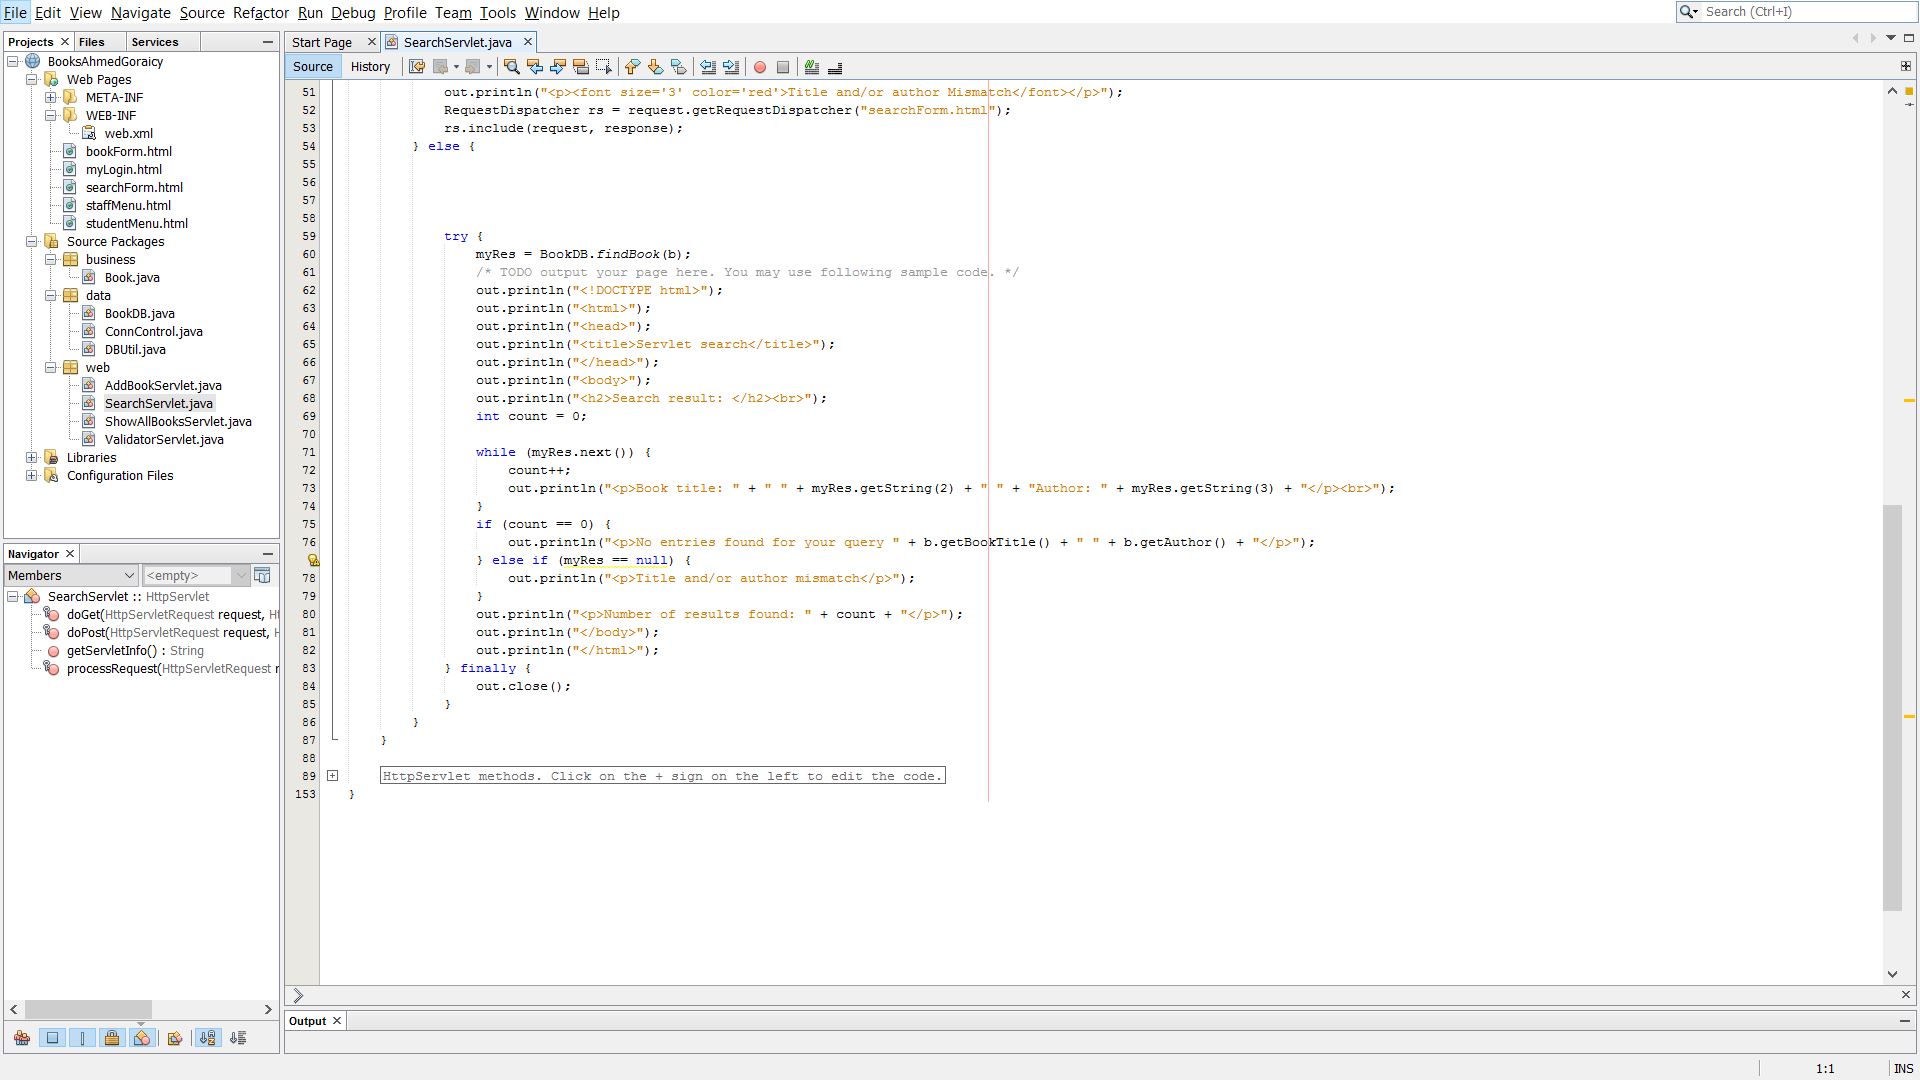 File Edit View Navigate Source Refactor Run Debug Profile Team Tools Window Help
Search (Ctrl+I)
Projects Files Services
BooksAhmedGoraicy
Web Pages
META-INF
WEB-INF
web.xml
bookForm.html
myLogin.html
searchForm.html
staffMenu.html
studentMenu.html
Source Packages
business
Book.java
data
BookDB.java
ConnControl.java
DBUtil.java
web
AddBookServlet.java
SearchServlet.java
ShowAllBooksServlet.java
ValidatorServlet.java
Libraries
Configuration Files
Navigator
Members <empty>
SearchServlet :: HttpServlet
doGet(HttpServletRequest request, Ht
doPost(HttpServletRequest request, H
getServletInfo() : String
processRequest(HttpServletRequest r
Start Page SearchServlet.java
Source History
51 out.println("<p><font size='3' color='red'>Title and/or author Mismatch</font></p>");
52 RequestDispatcher rs = request.getRequestDispatcher("searchForm.html");
53 rs.include(request, response);
54 } else {
55
56
57
58
59 try {
60 myRes = BookDB.findBook(b);
61 /* TODO output your page here. You may use following sample code. */
62 out.println("<!DOCTYPE html>");
63 out.println("<html>");
64 out.println("<head>");
65 out.println("<title>Servlet search</title>");
66 out.println("</head>");
67 out.println("<body>");
68 out.println("<h2>Search result: </h2><br>");
69 int count = 0;
70
71 while (myRes.next()) {
72 count++;
73 out.println("<p>Book title: " + " " + myRes.getString(2) + " " + "Author: " + myRes.getString(3) + "</p><br>");
74 }
75 if (count == 0) {
76 out.println("<p>No entries found for your query " + b.getBookTitle() + " " + b.getAuthor() + "</p>");
} else if (myRes == null) {
78 out.println("<p>Title and/or author mismatch</p>");
79 }
80 out.println("<p>Number of results found: " + count + "</p>");
81 out.println("</body>");
82 out.println("</html>");
83 } finally {
84 out.close();
85 }
86 }
87 }
88
89 HttpServlet methods. Click on the + sign on the left to edit the code.
153 }
Output
1:1 INS